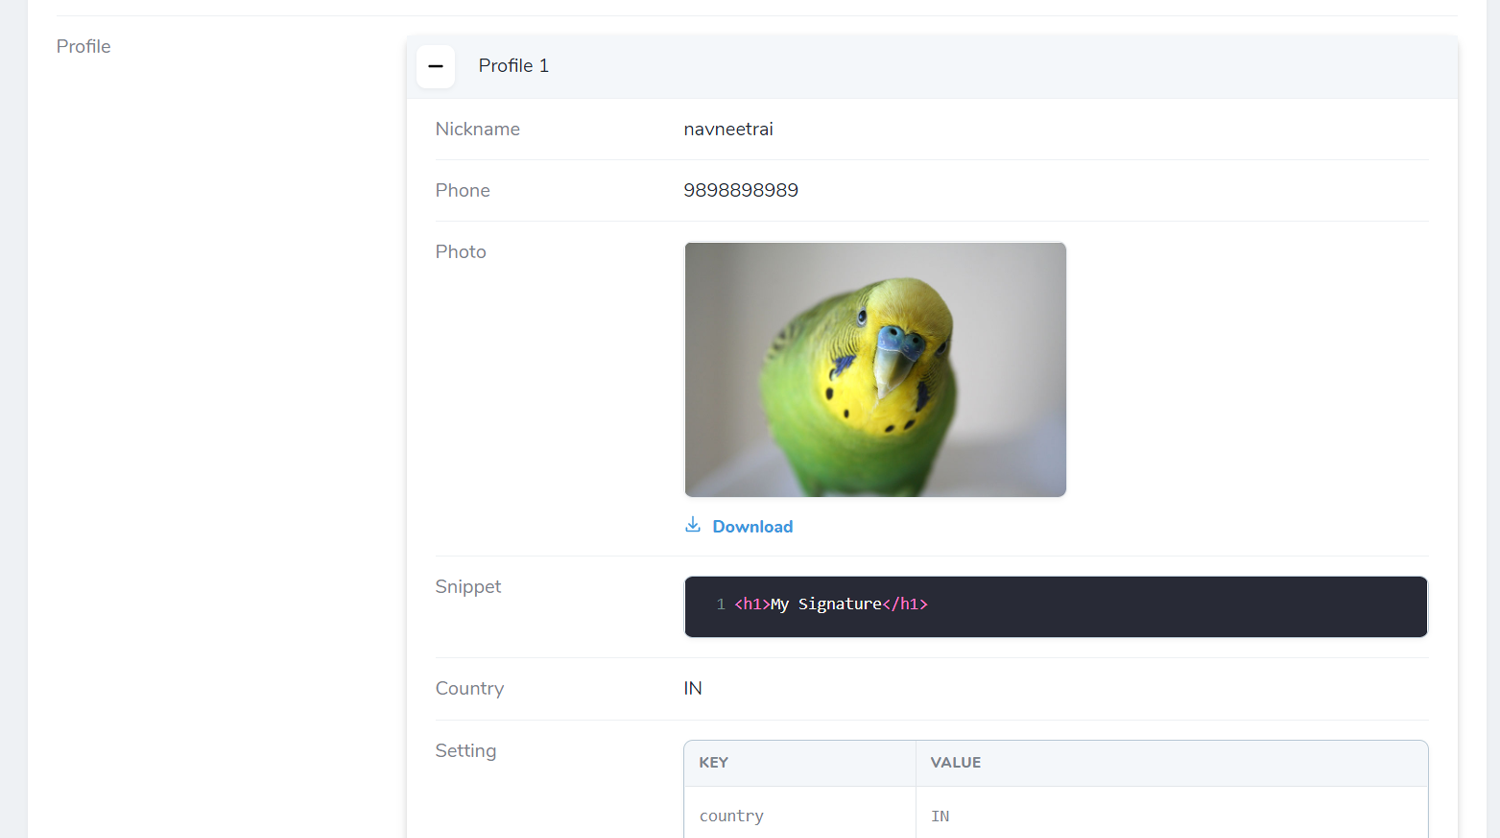 Profile
Profile 1
Nickname navneetrai
Phone 9898898989
Photo
Download
Snippet
1 <h1>My Signature</h1>
Country IN
Setting
KEY VALUE
country IN